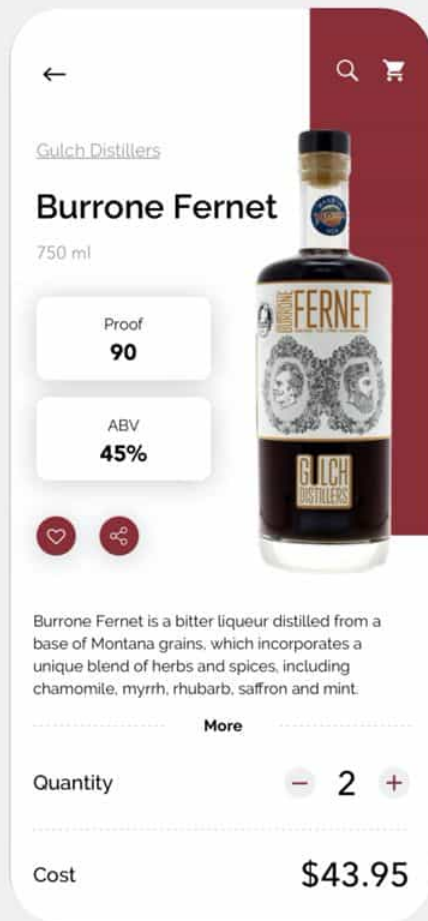 Gulch Distillers
Burrone Fernet
750 ml
Proof
90
ABV
45%
BURRONE
FERNET
GULCH
DISTILLERS
Burrone Fernet is a bitter liqueur distilled from a
base of Montana grains, which incorporates a
unique blend of herbs and spices, including
chamomile, myrrh, rhubarb, saffron and mint.
More
Quantity
2
Cost
$43.95